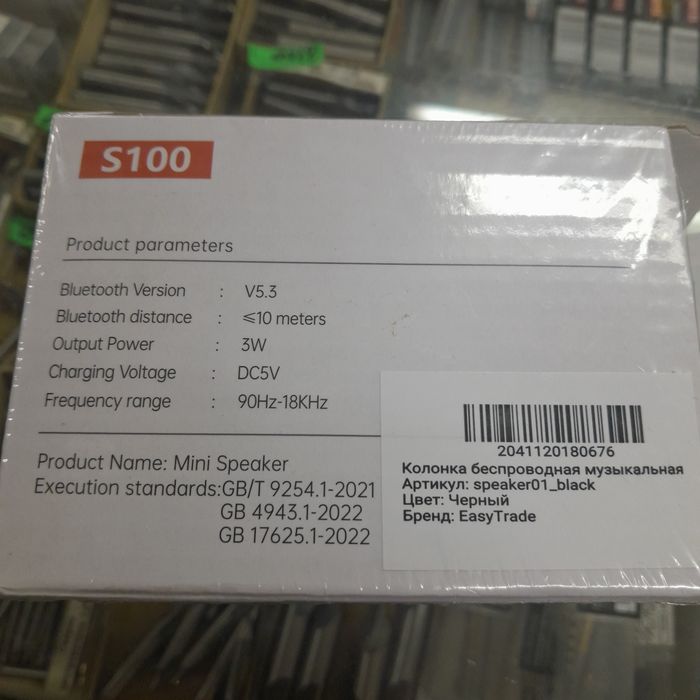 S100
Product parameters
Bluetooth Version : V5.3
Bluetooth distance : ≤10 meters
Output Power : 3W
Charging Voltage : DC5V
Frequency range : 90Hz-18KHz
Product Name: Mini Speaker
Execution standards:GB/T 9254.1-2021
GB 4943.1-2022
GB 17625.1-2022
2041120180676
Колонка беспроводная музыкальная
Артикул: speaker01_black
Цвет: Черный
Бренд: EasyTrade